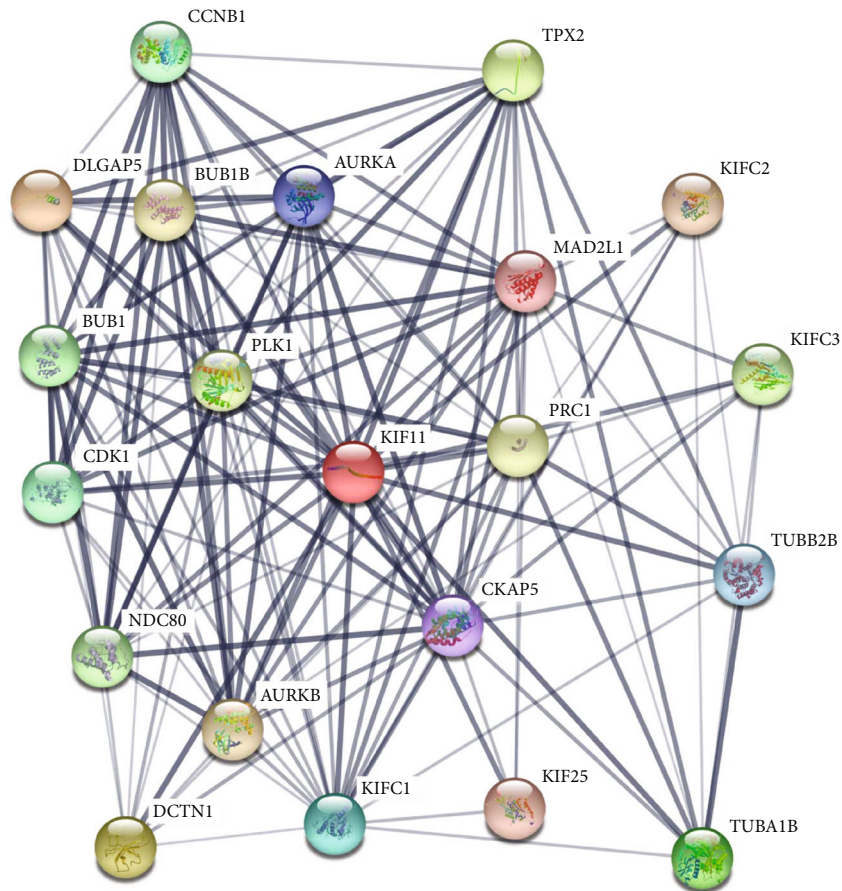 CCNB1
TPX2
DLGAP5
BUB1B
AURKA
KIFC2
MAD2L1
BUB1
PLK1
KIFC3
KIF11
PRC1
CDK1
TUBB2B
CKAP5
NDC80
AURKB
KIFC1
KIF25
DCTN1
TUBA1B